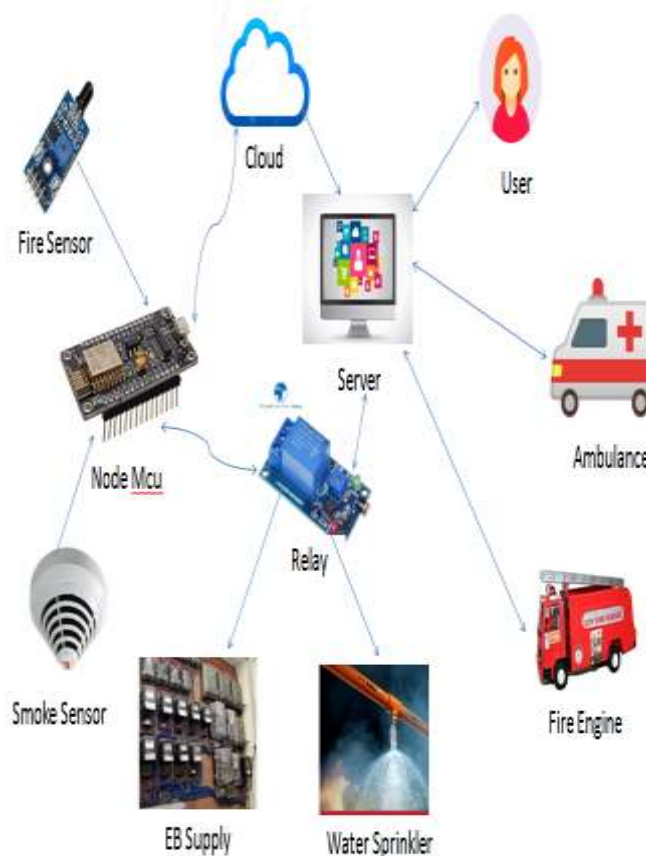 Cloud
User
Fire Sensor
Server
Ambulance
Node Mcu
Relay
Smoke Sensor
Fire Engine
EB Supply
Water Sprinkler